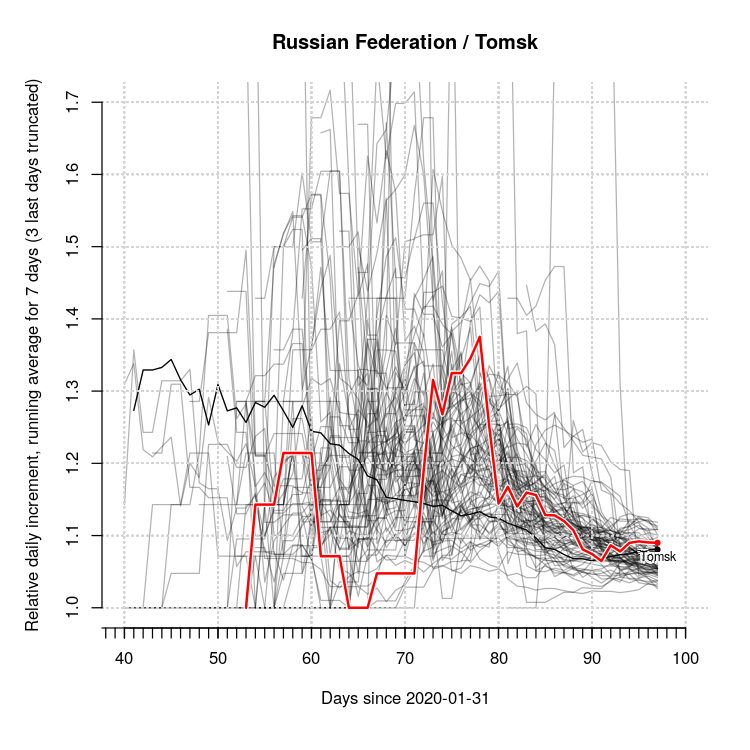 Russian Federation / Tomsk
Relative daily increment, running average for 7 days (3 last days truncated)
1.7
1.6
1.5
1.4
1.3
1.2
1.1
1.0
Tomsk
40 50 60 70 80 90 100
Days since 2020-01-31